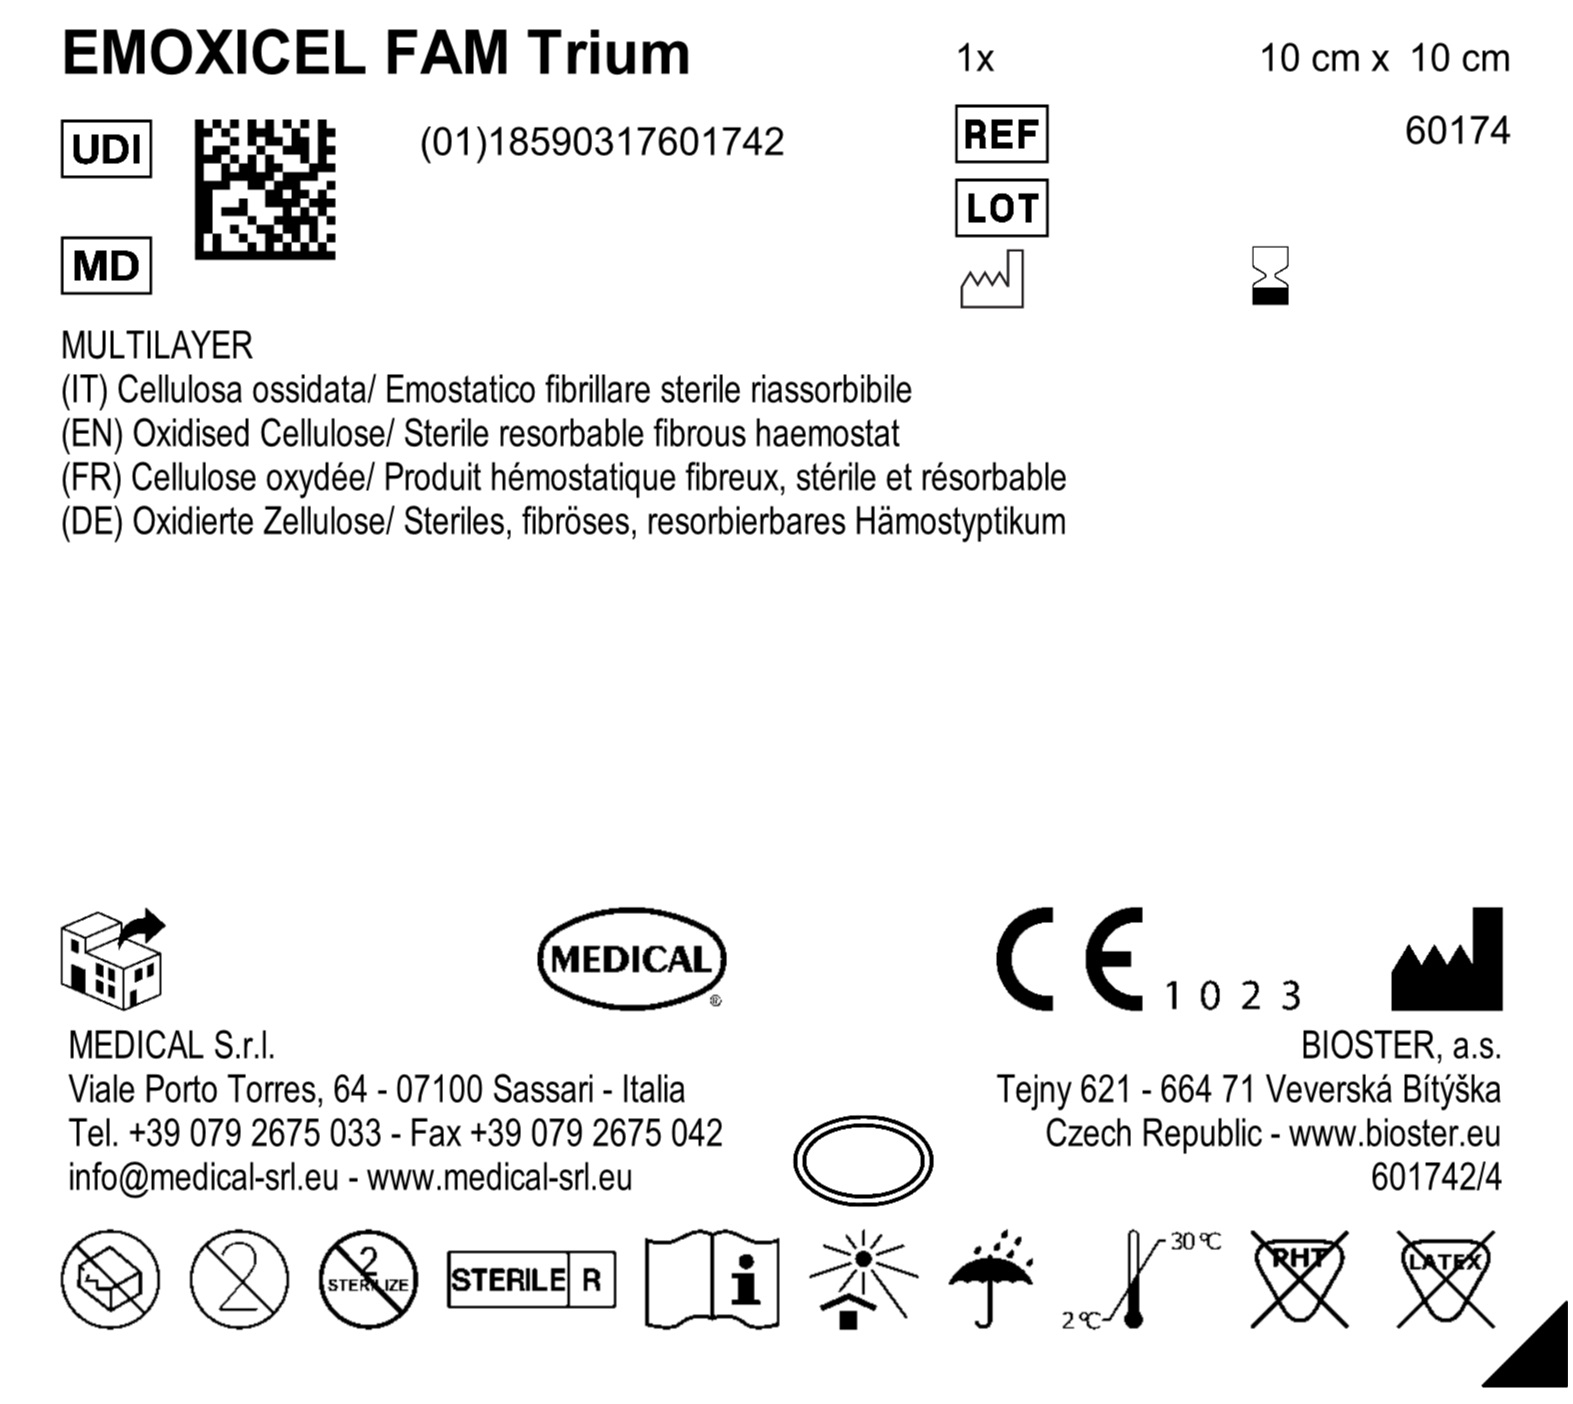 EMOXICEL FAM Trium
1x 10 cm x 10 cm
UDI
(01)18590317601742
REF 60174
LOT
MD
MULTILAYER
(IT) Cellulosa ossidata/ Emostatico fibrillare sterile riassorbibile
(EN) Oxidised Cellulose/ Sterile resorbable fibrous haemostat
(FR) Cellulose oxydée/ Produit hémostatique fibreux, stérile et résorbable
(DE) Oxidierte Zellulose/ Steriles, fibröses, resorbierbares Hämostyptikum
MEDICAL
®
CE 1023
MEDICAL S.r.l.
Viale Porto Torres, 64 - 07100 Sassari - Italia
Tel. +39 079 2675 033 - Fax +39 079 2675 042
info@medical-srl.eu - www.medical-srl.eu
BIOSTER, a.s.
Tejny 621 - 664 71 Veverská Bítýška
Czech Republic - www.bioster.eu
601742/4
2
2 STERILIZE
STERILE R
i
2°C 30°C
PHT
LATEX